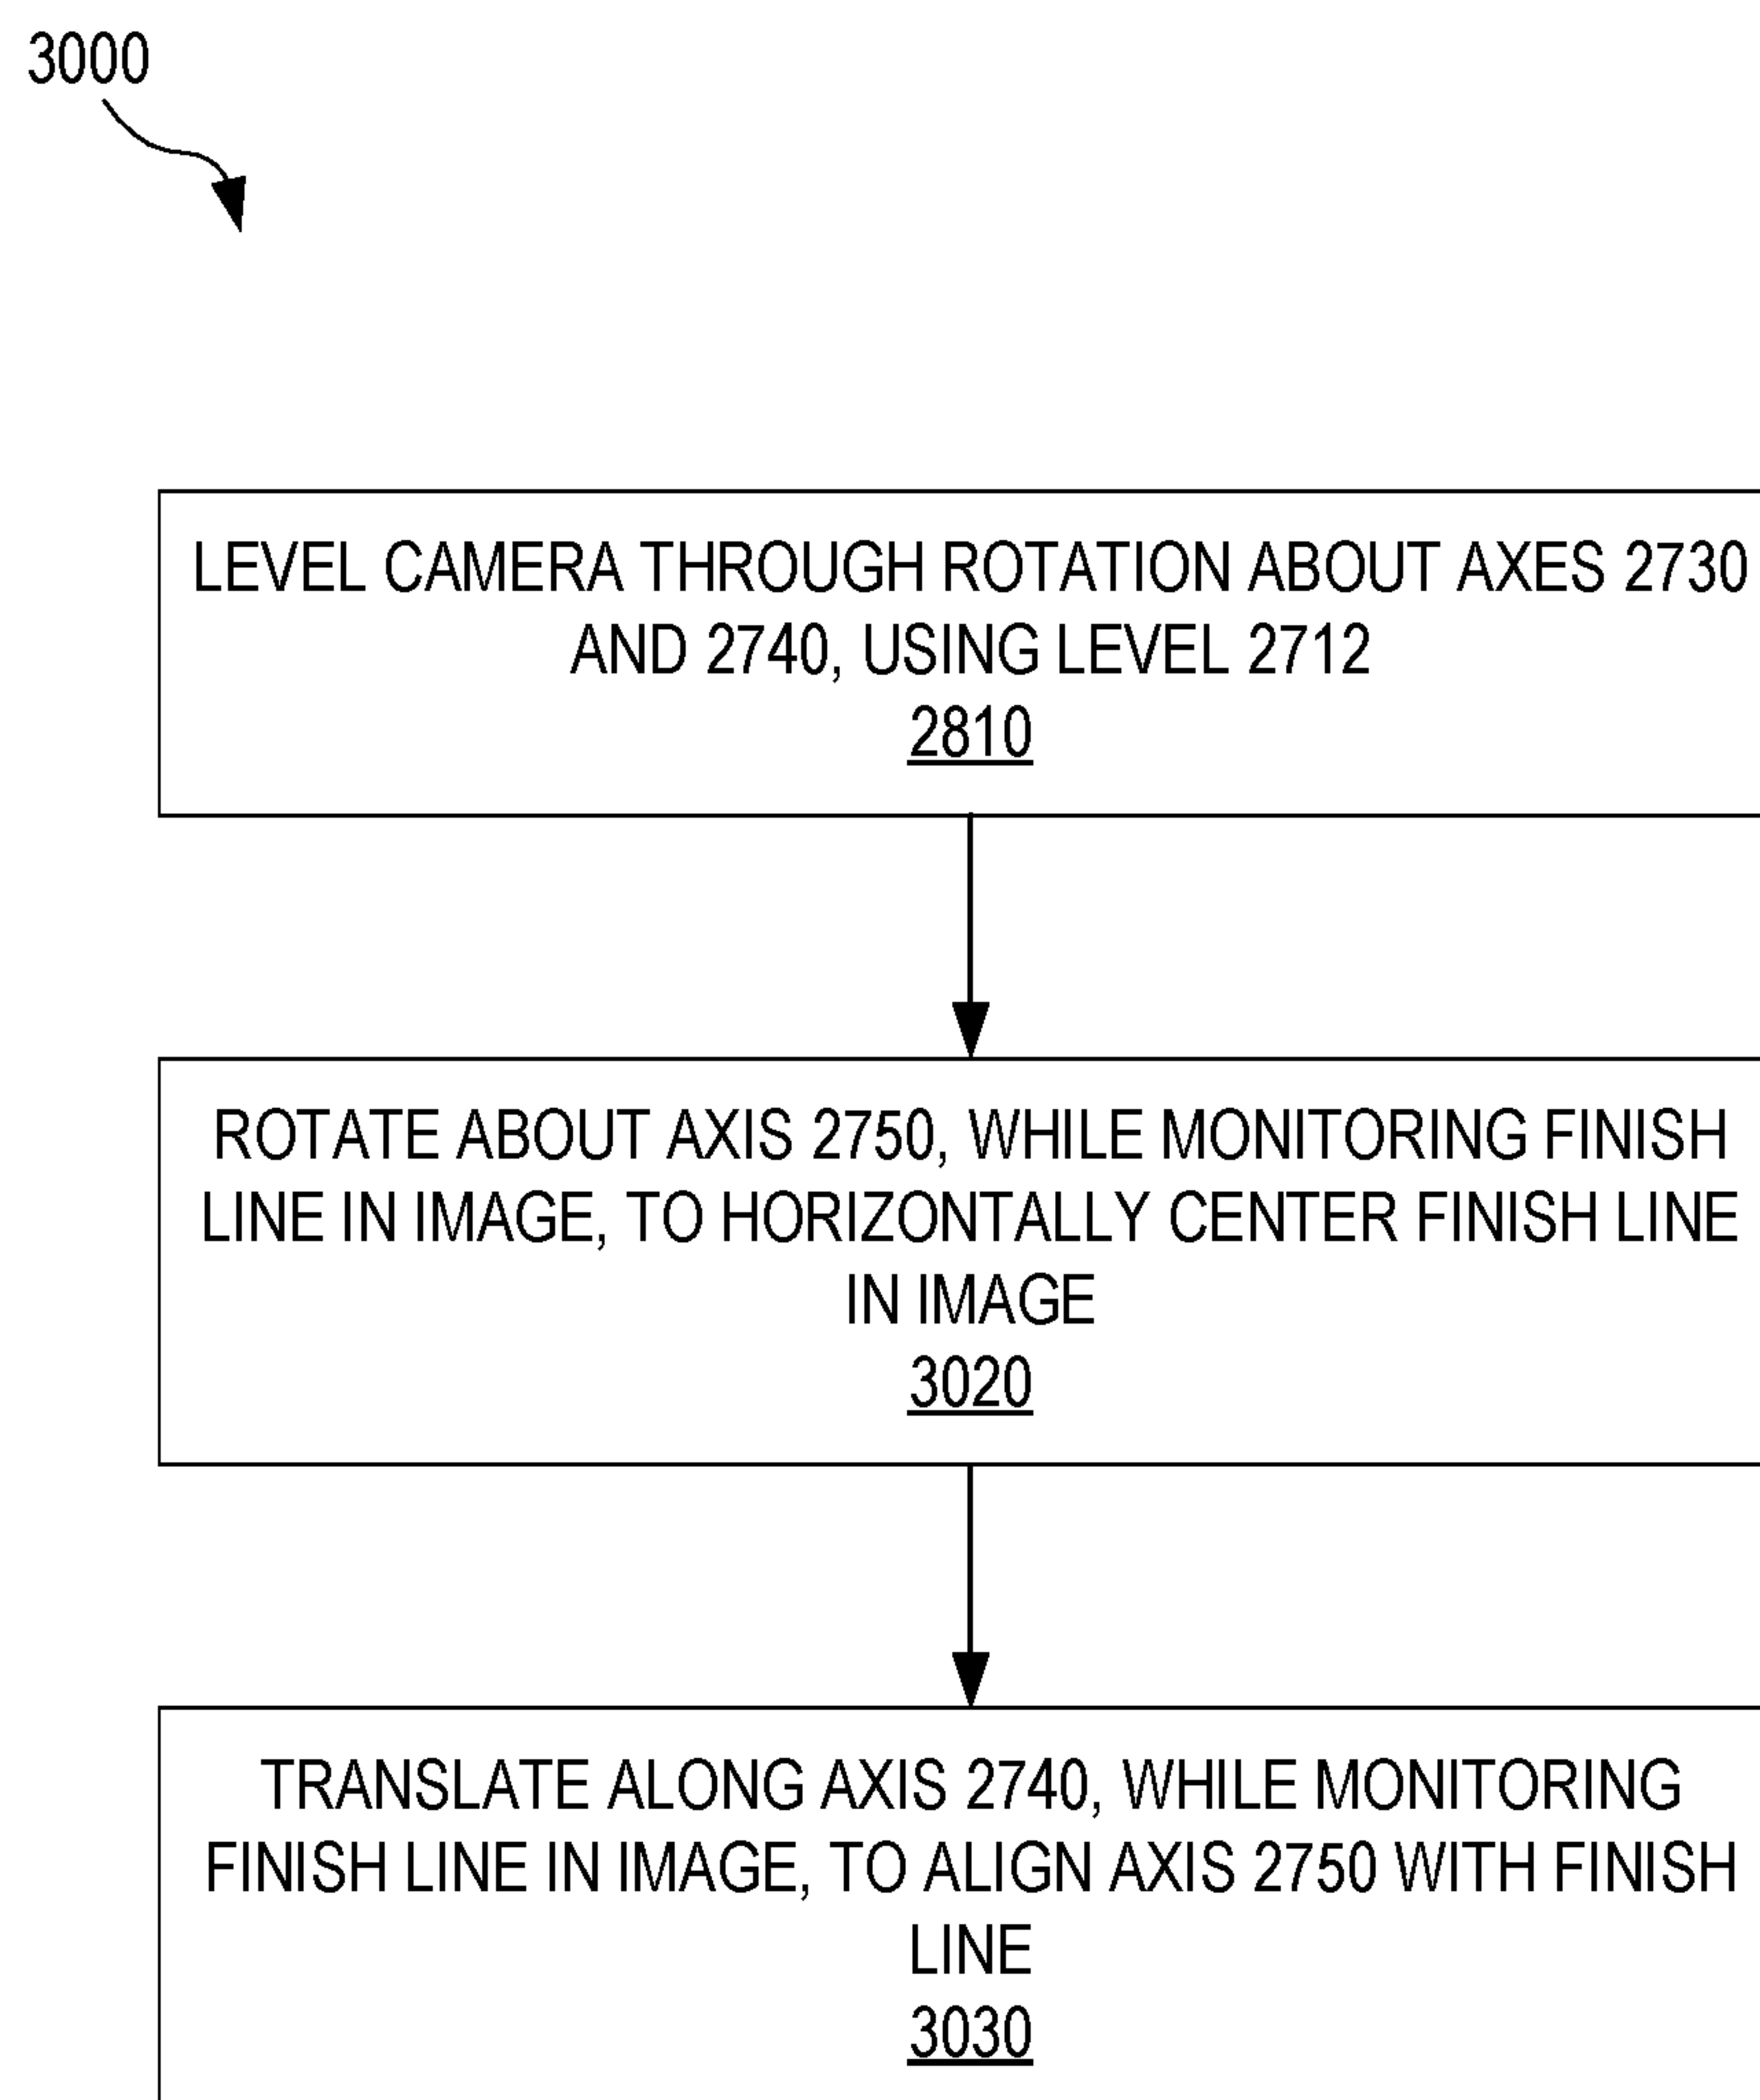 3000
LEVEL CAMERA THROUGH ROTATION ABOUT AXES 2730
AND 2740, USING LEVEL 2712
2810
ROTATE ABOUT AXIS 2750, WHILE MONITORING FINISH
LINE IN IMAGE, TO HORIZONTALLY CENTER FINISH LINE
IN IMAGE
3020
TRANSLATE ALONG AXIS 2740, WHILE MONITORING
FINISH LINE IN IMAGE, TO ALIGN AXIS 2750 WITH FINISH
LINE
3030